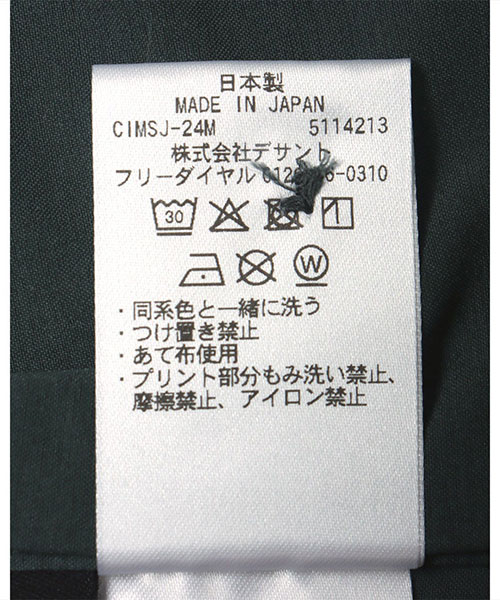 日本製
MADE IN JAPAN
CIMSJ-24M 5114213
株式会社デサント
フリーダイヤル 6-0310
30
W
・同系色と一緒に洗う
・つけ置き禁止
・あて布使用
・プリント部分もみ洗い禁止、
摩擦禁止、アイロン禁止